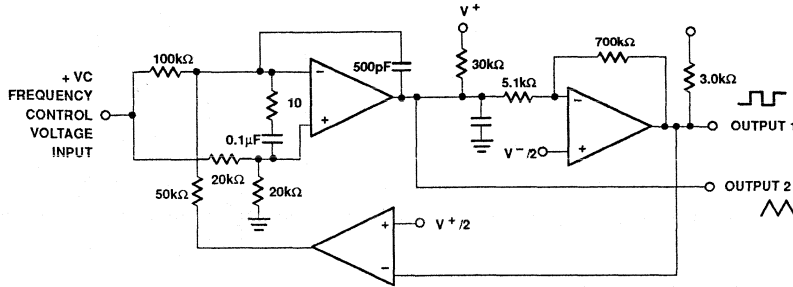 V+
700kΩ
100kΩ
500pF
30kΩ
3.0kΩ
+ VC
FREQUENCY
CONTROL
VOLTAGE
INPUT
5.1kΩ
−
−
10
+
OUTPUT 1
0.1µF
V−/2
+
20kΩ
20kΩ
OUTPUT 2
50kΩ
+
V+/2
−